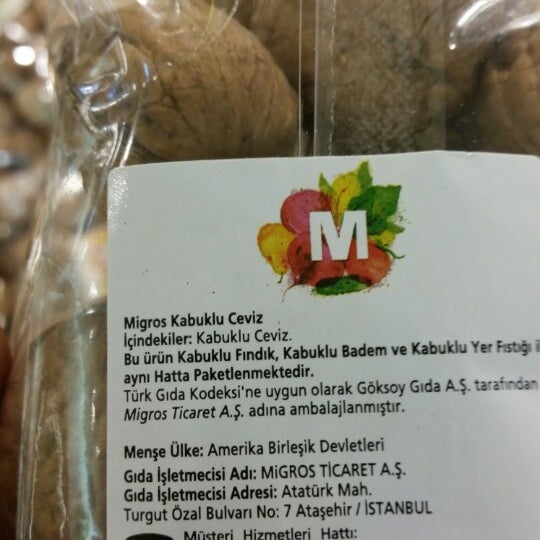 M
Migros Kabuklu Ceviz
İçindekiler: Kabuklu Ceviz.
Bu ürün Kabuklu Fındık, Kabuklu Badem ve Kabuklu Yer Fıstığı
aynı Hatta Paketlenmektedir.
Türk Gıda Kodeksi'ne uygun olarak Göksoy Gıda A.Ş. tarafından
Migros Ticaret A.Ş. adına ambalajlanmıştır.
Menşe Ülke: Amerika Birleşik Devletleri
Gıda İşletmecisi Adı: MİGROS TİCARET A.Ş.
Gıda İşletmecisi Adresi: Atatürk Mah.
Turgut Özal Bulvarı No: 7 Ataşehir / İSTANBUL
Müşteri Hizmetleri Hattı: